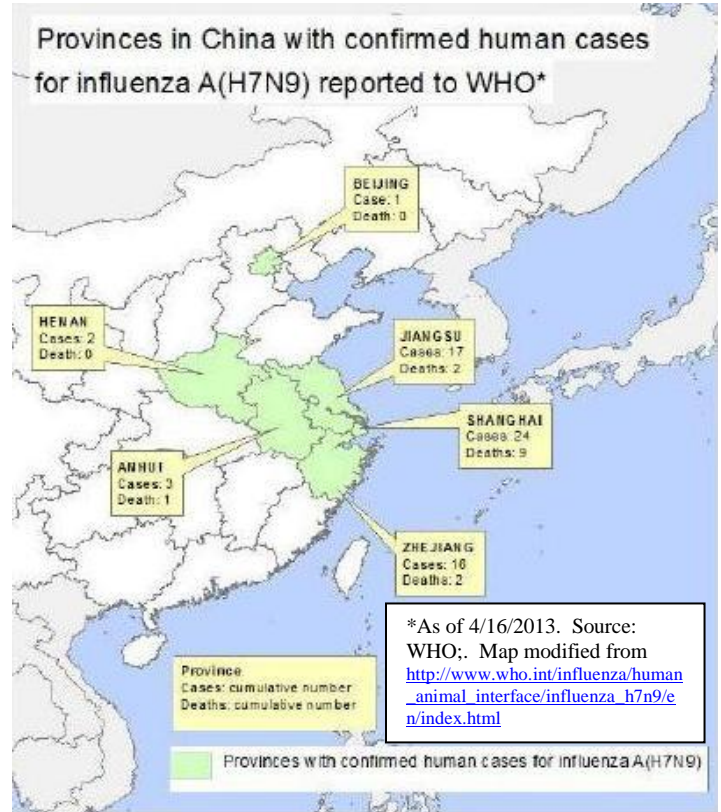 Provinces in China with confirmed human cases
for influenza A(H7N9) reported to WHO*
BEIJING
Case: 1
Death: 0
HENAN
Cases: 2
Death: 0
JIANGSU
Cases: 17
Deaths: 2
SHANGHAI
Cases: 24
Deaths: 9
ANHUI
Cases: 3
Death: 1
ZHEJIANG
Cases: 16
Deaths: 2
*As of 4/16/2013. Source:
WHO;. Map modified from
http://www.who.int/influenza/human
_animal_interface/influenza_h7n9/e
n/index.html
Province
Cases: cumulative number
Deaths: cumulative number
Provinces with confirmed human cases for influenza A(H7N9)